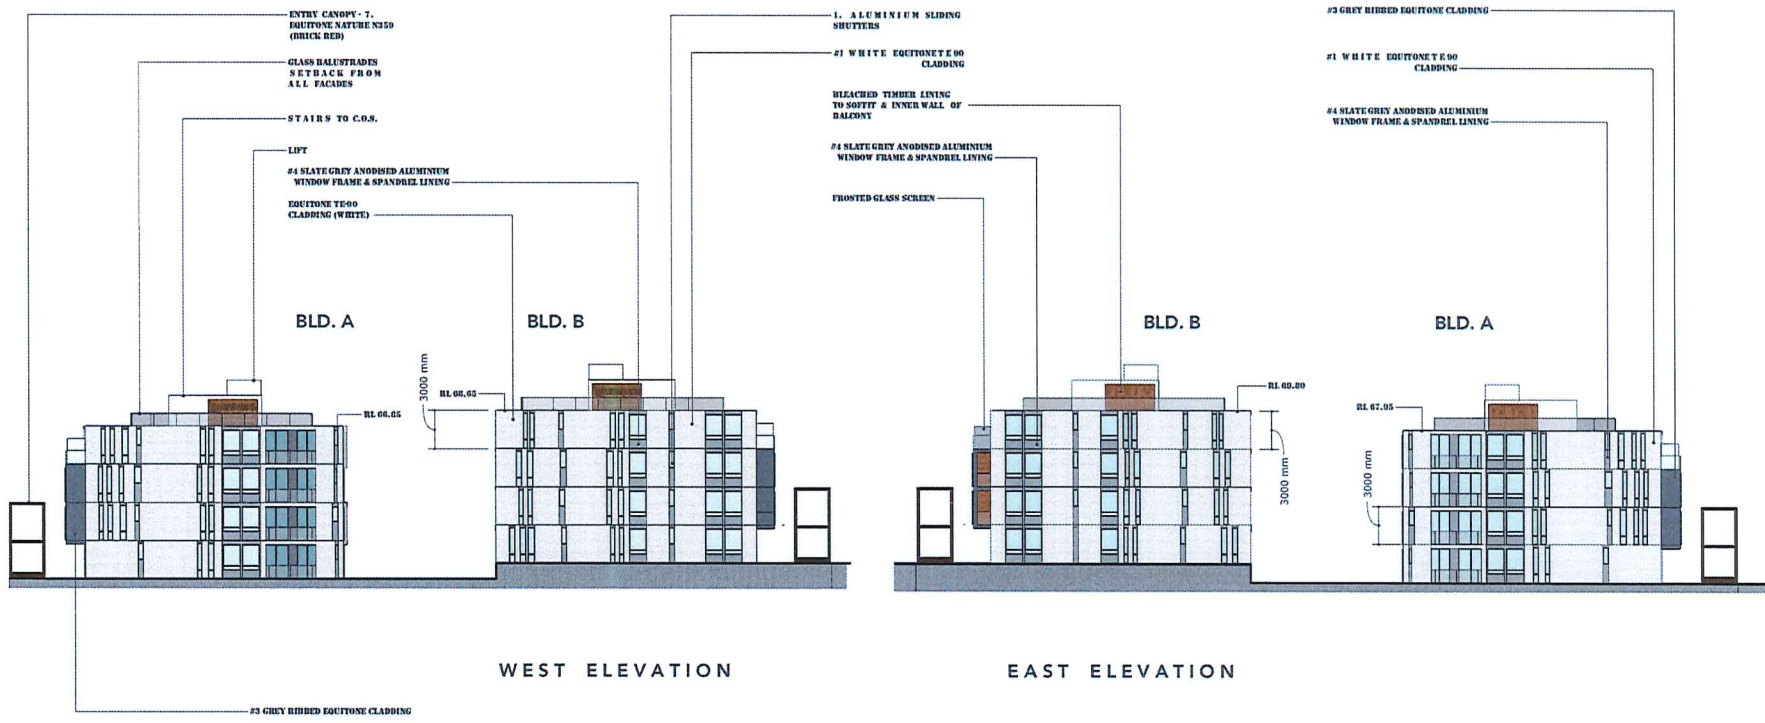 ENTRY CANOPY - 7.
EQUITONE NATURE N359
(BRICK RED)
GLASS BALUSTRADES
SETBACK FROM
ALL FACADES
STAIRS TO C.O.S.
LIFT
#4 SLATE GREY ANODISED ALUMINIUM
WINDOW FRAME & SPANDREL LINING
EQUITONE TE-90
CLADDING (WHITE)
1. ALUMINIUM SLIDING
SHUTTERS
#1 WHITE EQUITONE TE 90
CLADDING
BLEACHED TIMBER LINING
TO SOFFIT & INNER WALL OF
BALCONY
#4 SLATE GREY ANODISED ALUMINIUM
WINDOW FRAME & SPANDREL LINING
FROSTED GLASS SCREEN
#3 GREY RIBBED EQUITONE CLADDING
#1 WHITE EQUITONE TE 90
CLADDING
#4 SLATE GREY ANODISED ALUMINIUM
WINDOW FRAME & SPANDREL LINING
BLD. A
BLD. B
BLD. B
BLD. A
3000 mm
RL 68.65
RL 66.85
RL 69.80
3000 mm
RL 67.95
3000 mm
WEST ELEVATION
EAST ELEVATION
#3 GREY RIBBED EQUITONE CLADDING